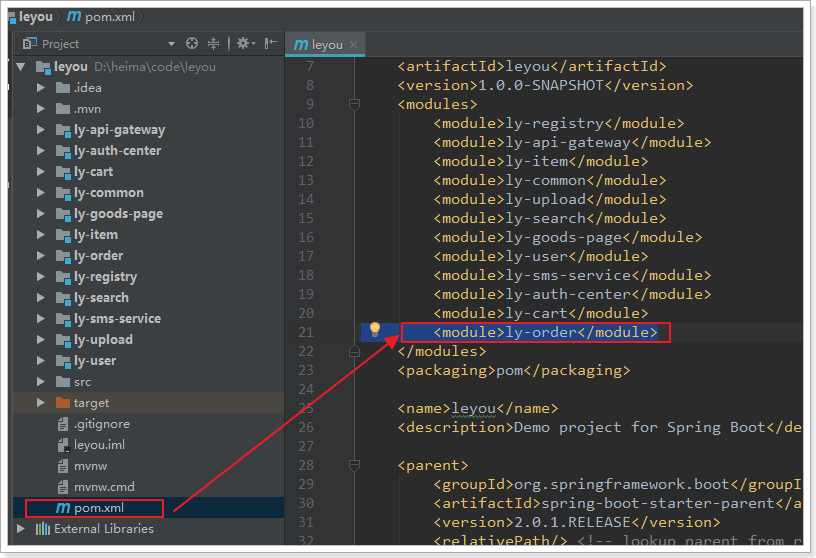 leyou pom.xml
Project
leyou D:\heima\code\leyou
.idea
.mvn
ly-api-gateway
ly-auth-center
ly-cart
ly-common
ly-goods-page
ly-item
ly-order
ly-registry
ly-search
ly-sms-service
ly-upload
ly-user
src
target
.gitignore
leyou.iml
mvnw
mvnw.cmd
pom.xml
External Libraries
leyou
7 <artifactId>leyou</artifactId>
8 <version>1.0.0-SNAPSHOT</version>
9 <modules>
10 <module>ly-registry</module>
11 <module>ly-api-gateway</module>
12 <module>ly-item</module>
13 <module>ly-common</module>
14 <module>ly-upload</module>
15 <module>ly-search</module>
16 <module>ly-goods-page</module>
17 <module>ly-user</module>
18 <module>ly-sms-service</module>
19 <module>ly-auth-center</module>
20 <module>ly-cart</module>
21 <module>ly-order</module>
22 </modules>
23 <packaging>pom</packaging>
24
25 <name>leyou</name>
26 <description>Demo project for Spring Boot</de
27
28 <parent>
29 <groupId>org.springframework.boot</groupI
30 <artifactId>spring-boot-starter-parent</a
31 <version>2.0.1.RELEASE</version>
32 <relativePath/> <!-- lookup parent from r